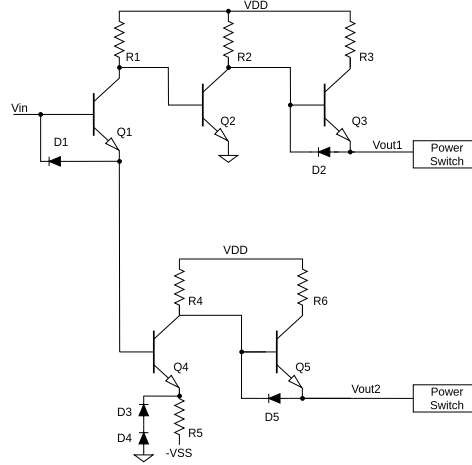 VDD
R1
R2
R3
Vin
Q1
Q2
Q3
D1
D2
Vout1
Power
Switch
VDD
R4
R6
Q4
Q5
Vout2
Power
Switch
D5
D3
D4
R5
-VSS